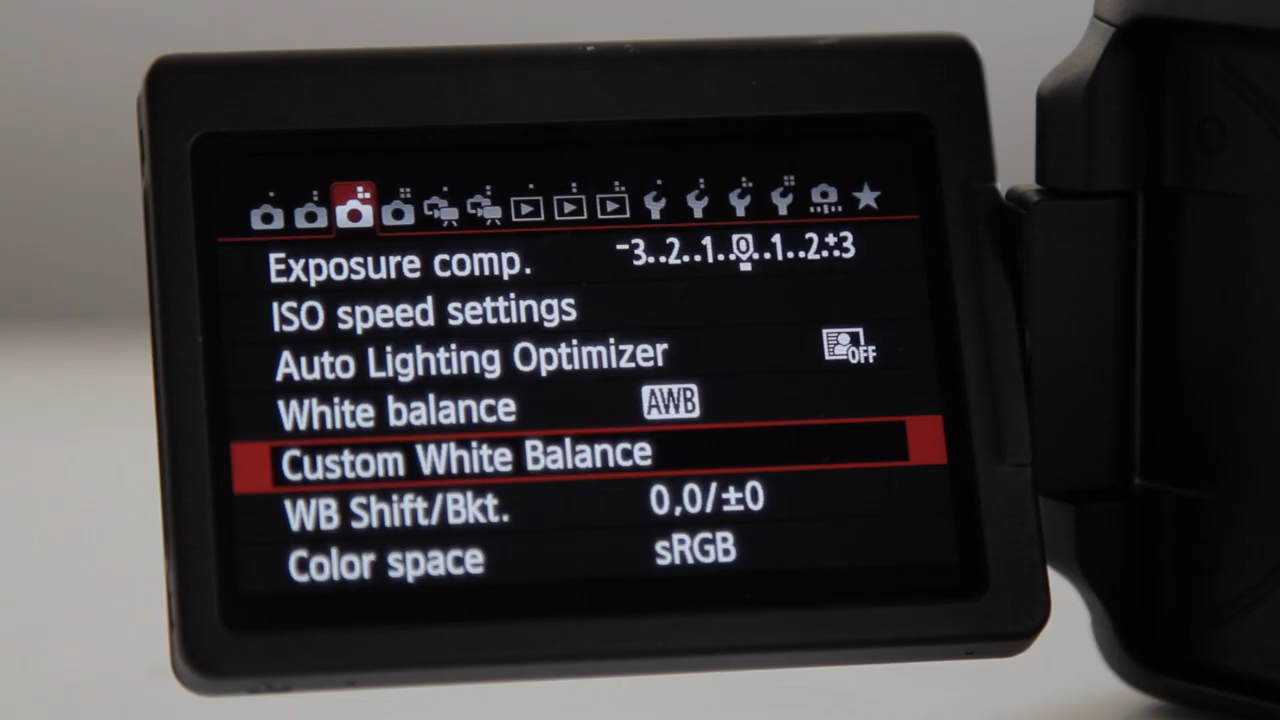 Exposure comp. -3..2..1..0..1..2..+3
ISO speed settings
Auto Lighting Optimizer OFF
White balance AWB
Custom White Balance
WB Shift/Bkt. 0,0/±0
Color space sRGB